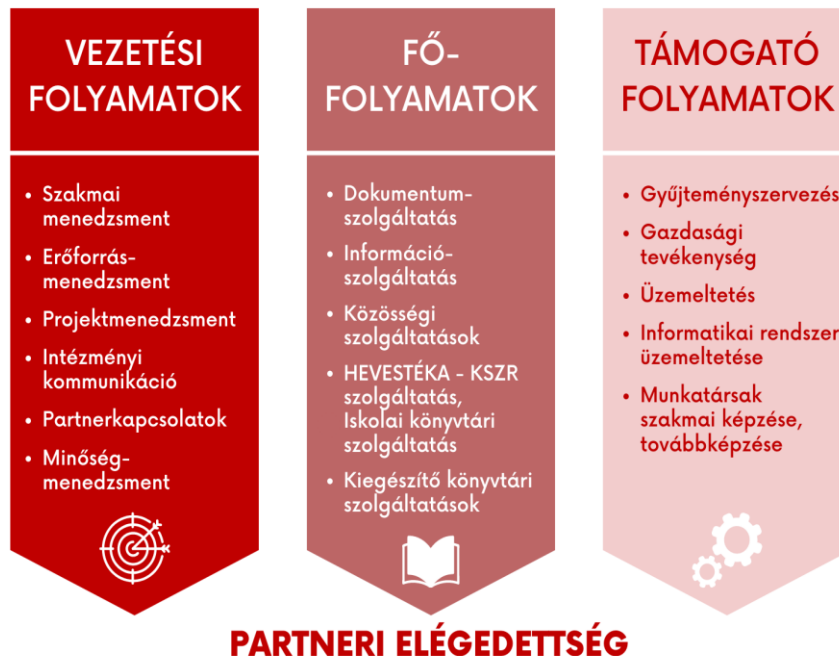 VEZETÉSI
FOLYAMATOK
• Szakmai
menedzsment
• Erőforrás-
menedzsment
• Projektmenedzsment
• Intézményi
kommunikáció
• Partnerkapcsolatok
• Minőség-
menedzsment
FŐ-
FOLYAMATOK
• Dokumentum-
szolgáltatás
• Információ-
szolgáltatás
• Közösségi
szolgáltatások
• HEVESTÉKA - KSZR
szolgáltatás,
Iskolai könyvtári
szolgáltatás
• Kiegészítő könyvtári
szolgáltatások
TÁMOGATÓ
FOLYAMATOK
• Gyűjteményszervezés
• Gazdasági
tevékenység
• Üzemeltetés
• Informatikai rendszer
üzemeltetése
• Munkatársak
szakmai képzése,
továbbképzése
PARTNERI ELÉGEDETTSÉG